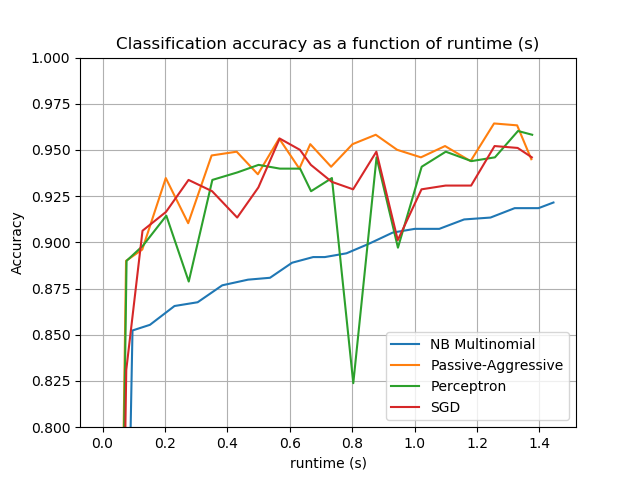 Classification accuracy as a function of runtime (s)
1.000
0.975
0.950
0.925
0.900
0.875
0.850
0.825
0.800
Accuracy
NB Multinomial
Passive-Aggressive
Perceptron
SGD
0.0 0.2 0.4 0.6 0.8 1.0 1.2 1.4
runtime (s)